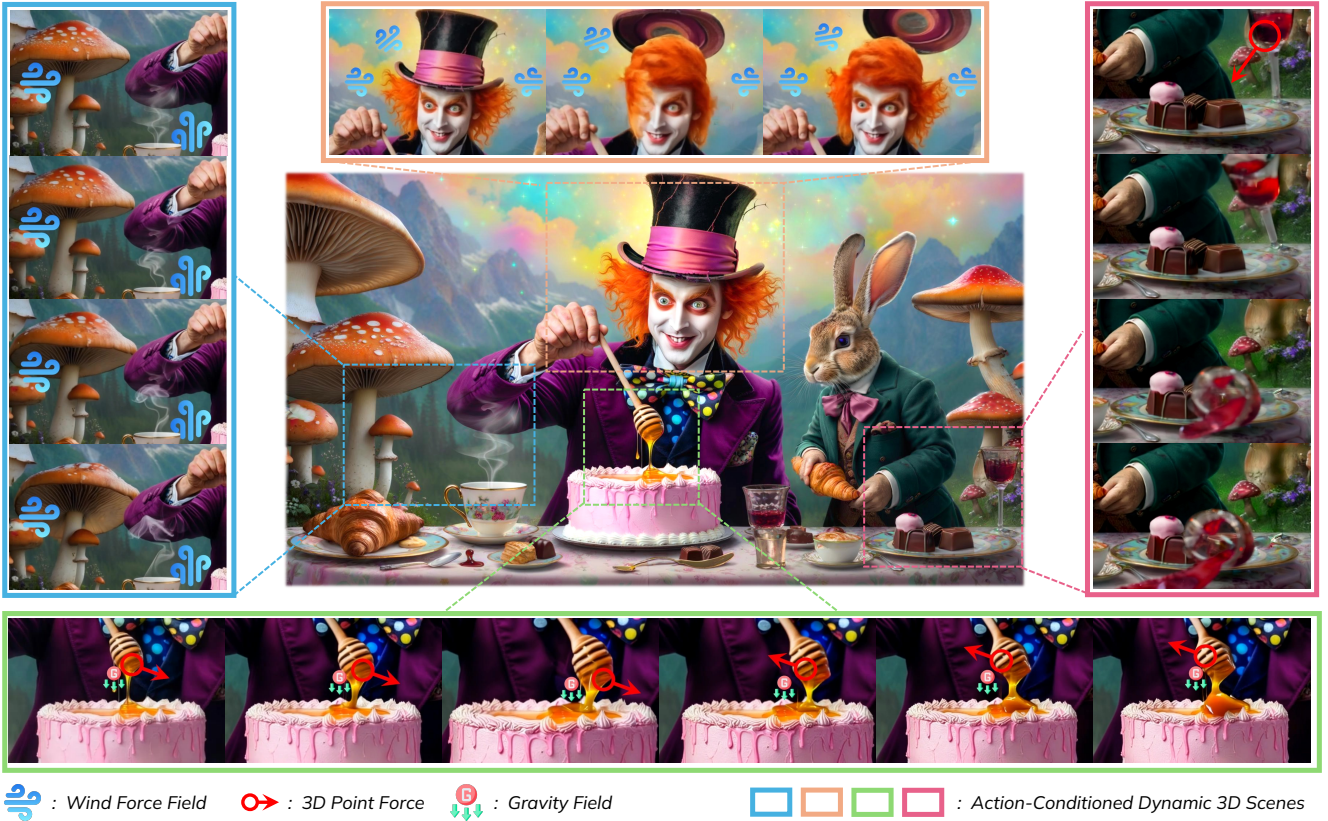 G
G
G
G
G
G
: Wind Force Field
: 3D Point Force
G
: Gravity Field
: Action-Conditioned Dynamic 3D Scenes